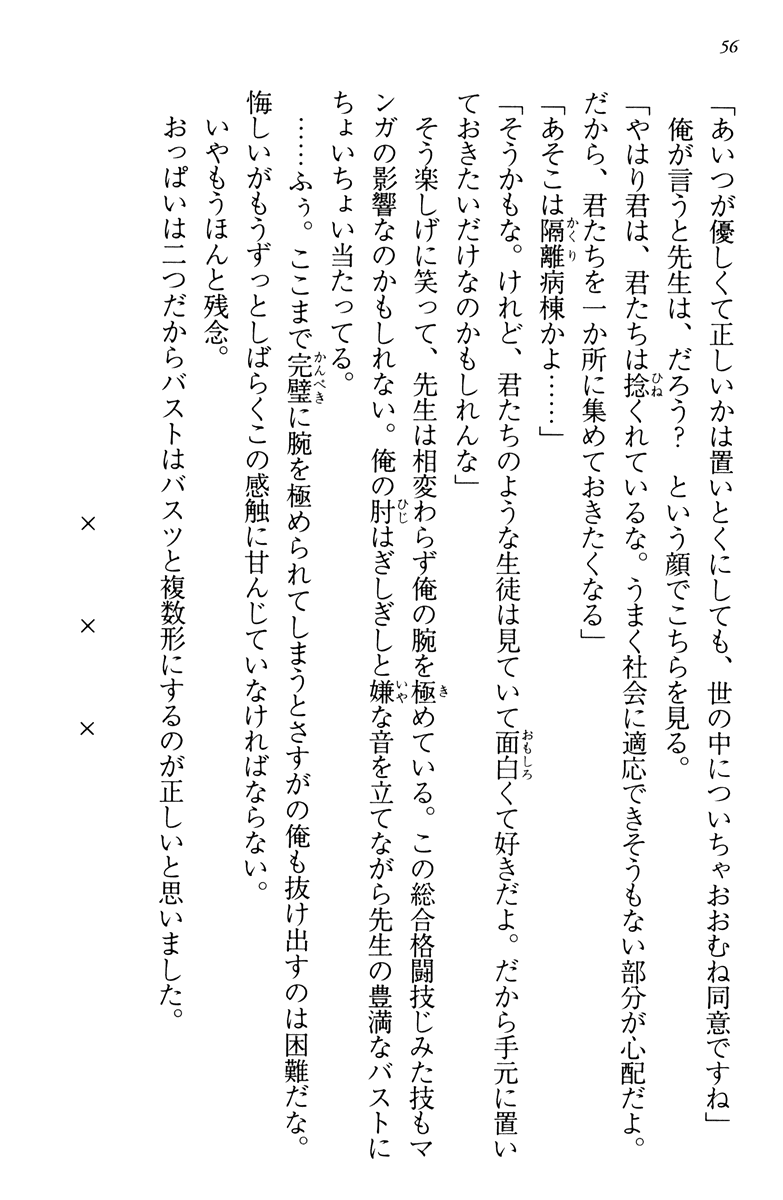 56
「あいつが優しくて正しいかは置いとくにしても、世の中についちゃおおむね同意ですね」
俺が言うと先生は、だろう？　という顔でこちらを見る。
「やはり君は、君たちは捻くれているな。うまく社会に適応できそうもない部分が心配だよ。
だから、君たちを一か所に集めておきたくなる」
「あそこは隔離病棟かよ……」
「そうかもな。けれど、君たちのような生徒は見ていて面白くて好きだよ。だから手元に置い
ておきたいだけなのかもしれんな」
そう楽しげに笑って、先生は相変わらず俺の腕を極めている。この総合格闘技じみた技もマ
ンガの影響なのかもしれない。俺の肘はぎしぎしと嫌な音を立てながら先生の豊満なバストに
ちょいちょい当たってる。
……ふぅ。ここまで完璧に腕を極められてしまうとさすがの俺も抜け出すのは困難だな。
悔しいがもうずっとしばらくこの感触に甘んじていなければならない。
いやもうほんと残念。
おっぱいは二つだからバストはバスツと複数形にするのが正しいと思いました。
×　×　×